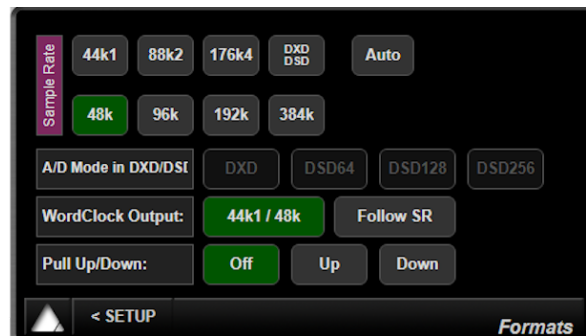 Sample Rate
44k1 88k2 176k4 DXD DSD Auto
48k 96k 192k 384k
A/D Mode in DXD/DSD DXD DSD64 DSD128 DSD256
WordClock Output: 44k1 / 48k Follow SR
Pull Up/Down: Off Up Down
< SETUP Formats